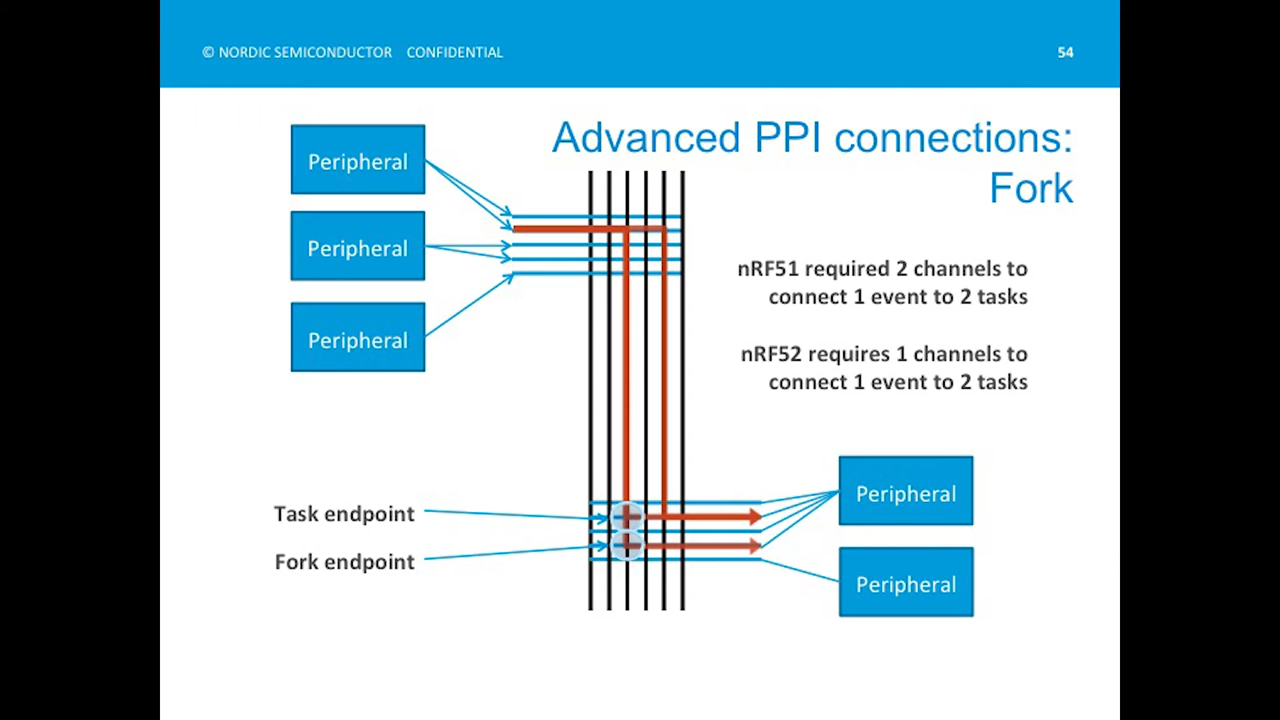 © NORDIC SEMICONDUCTOR CONFIDENTIAL
54
Advanced PPI connections:
Fork
Peripheral
Peripheral
Peripheral
nRF51 required 2 channels to
connect 1 event to 2 tasks
nRF52 requires 1 channels to
connect 1 event to 2 tasks
Task endpoint
Fork endpoint
Peripheral
Peripheral